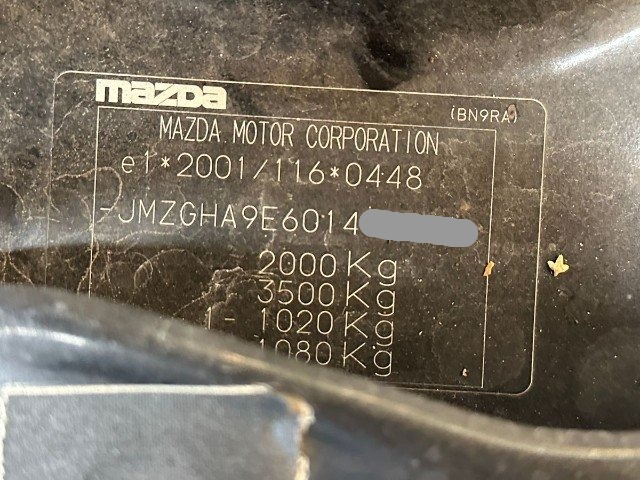 mazda
(BN9RA)
MAZDA MOTOR CORPORATION
e1*2001/116*0448
-JMZGHA9E6014
2000Kg
3500Kg
1- 1020Kg
1080Kg